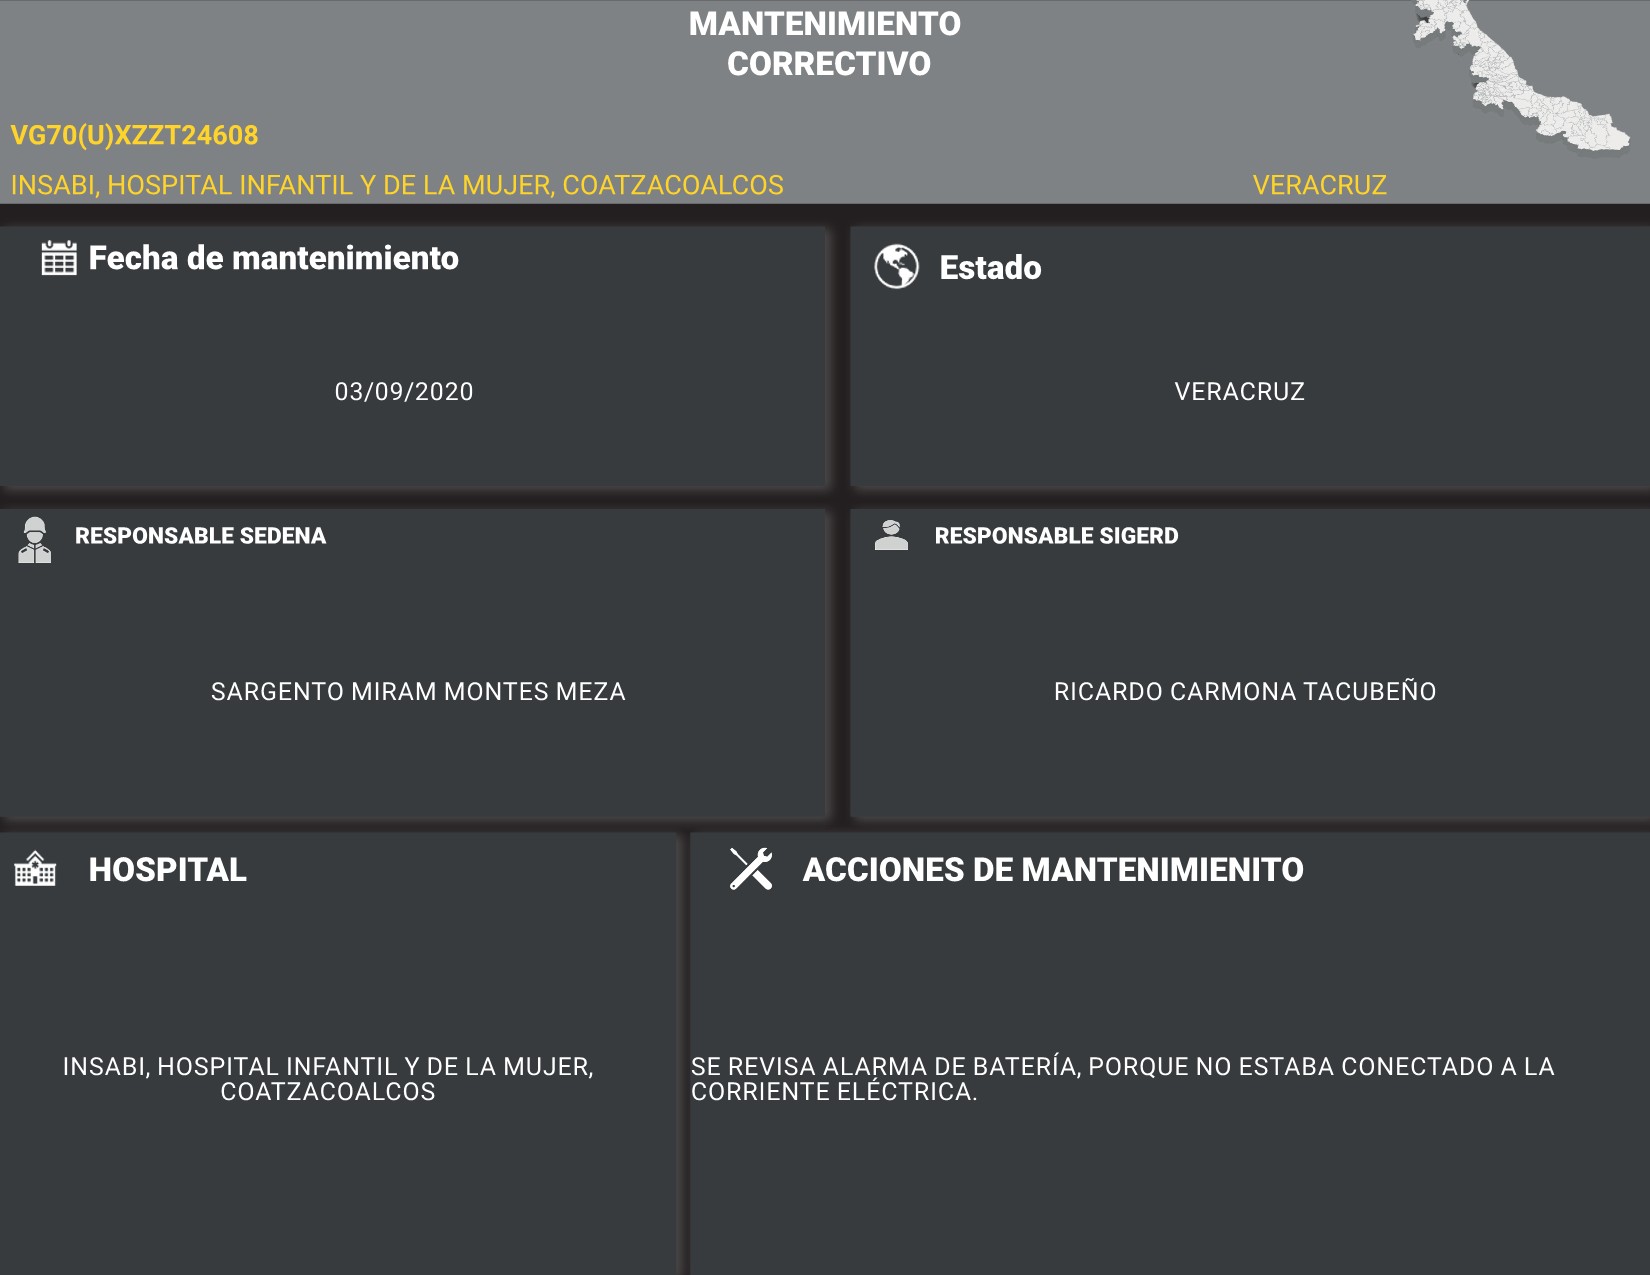 MANTENIMIENTO
CORRECTIVO
VG70(U)XZZT24608
INSABI, HOSPITAL INFANTIL Y DE LA MUJER, COATZACOALCOS
VERACRUZ
Fecha de mantenimiento
03/09/2020
Estado
VERACRUZ
RESPONSABLE SEDENA
SARGENTO MIRAM MONTES MEZA
RESPONSABLE SIGERD
RICARDO CARMONA TACUBEÑO
HOSPITAL
INSABI, HOSPITAL INFANTIL Y DE LA MUJER,
COATZACOALCOS
ACCIONES DE MANTENIMIENITO
SE REVISA ALARMA DE BATERÍA, PORQUE NO ESTABA CONECTADO A LA
CORRIENTE ELÉCTRICA.